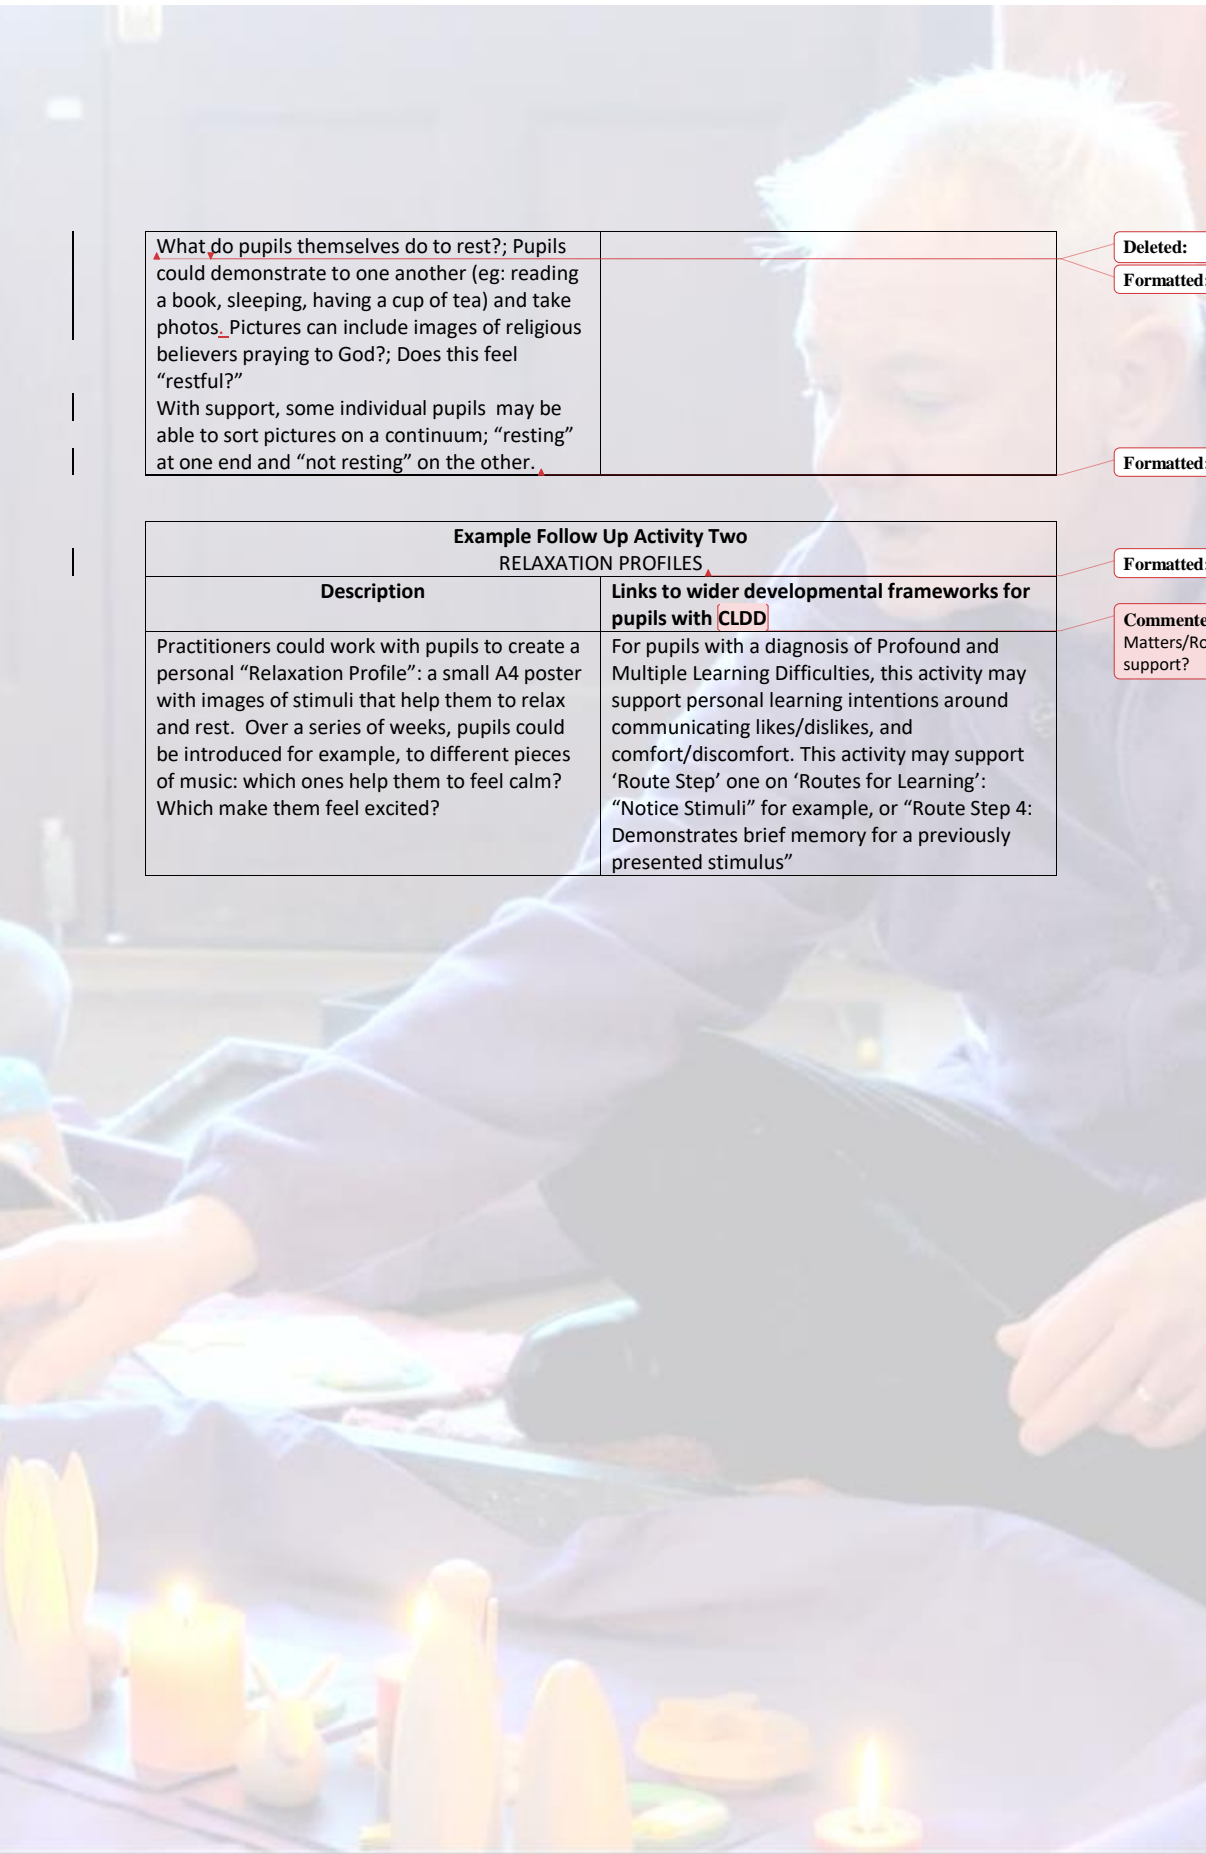 What do pupils themselves do to rest?; Pupils
could demonstrate to one another (eg: reading
a book, sleeping, having a cup of tea) and take
photos. Pictures can include images of religious
believers praying to God?; Does this feel
“restful?”
With support, some individual pupils  may be
able to sort pictures on a continuum; “resting”
at one end and “not resting” on the other.
Deleted:
Formatted:
Formatted:
Example Follow Up Activity Two
RELAXATION PROFILES
Formatted:
Description
Links to wider developmental frameworks for
pupils with CLDD
Practitioners could work with pupils to create a
personal “Relaxation Profile”: a small A4 poster
with images of stimuli that help them to relax
and rest.  Over a series of weeks, pupils could
be introduced for example, to different pieces
of music: which ones help them to feel calm?
Which make them feel excited?
For pupils with a diagnosis of Profound and
Multiple Learning Difficulties, this activity may
support personal learning intentions around
communicating likes/dislikes, and
comfort/discomfort. This activity may support
‘Route Step’ one on ‘Routes for Learning’:
“Notice Stimuli” for example, or “Route Step 4:
Demonstrates brief memory for a previously
presented stimulus”
Commente
Matters/Ro
support?